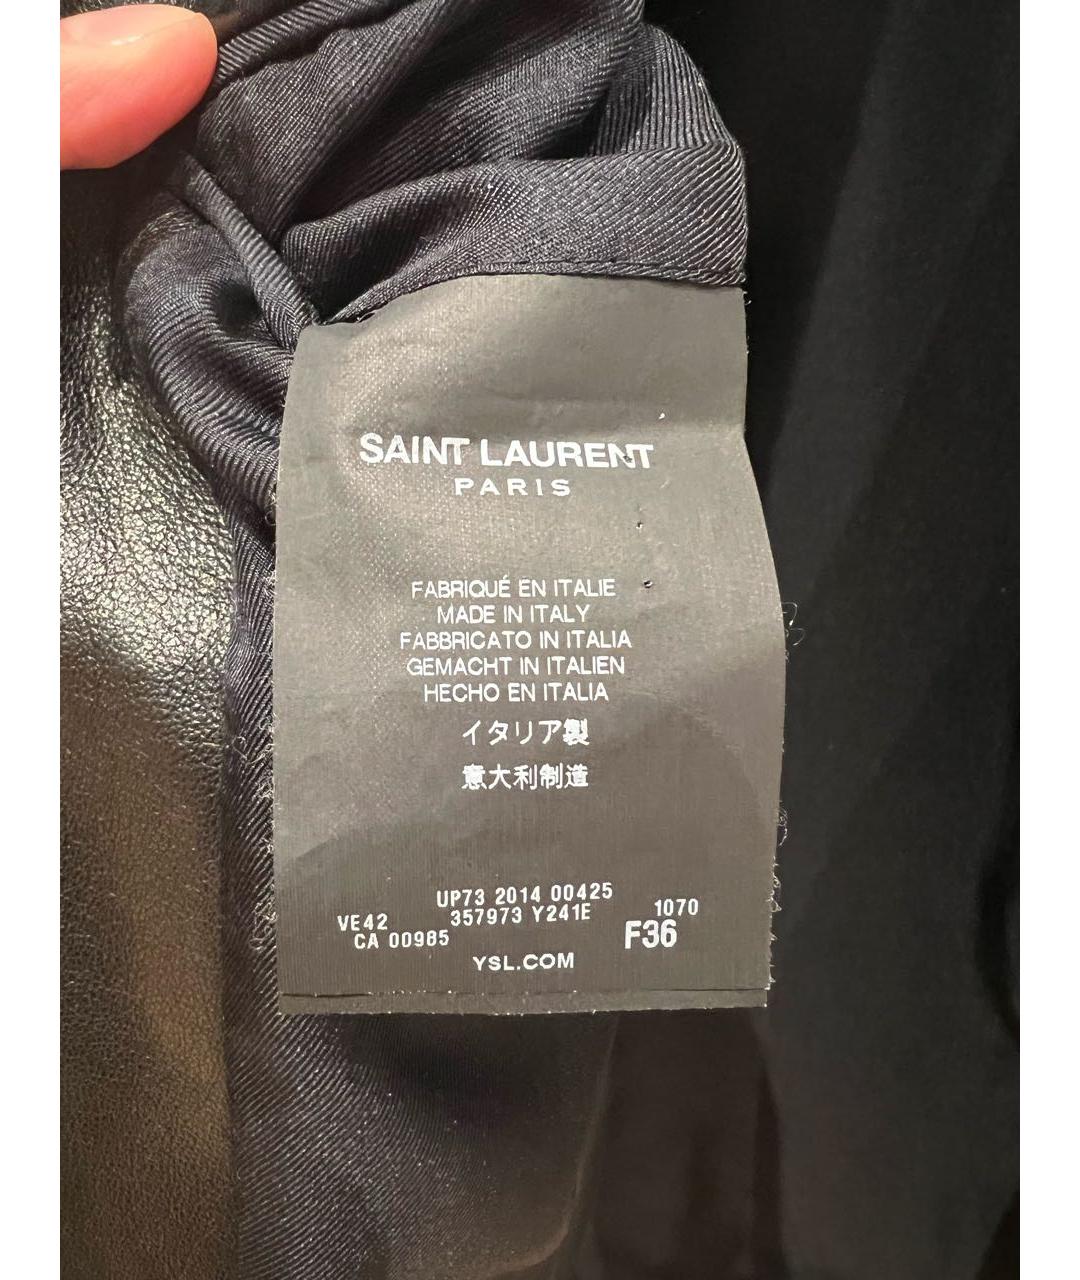 SAINT LAURENT
PARIS
FABRIQUÉ EN ITALIE
MADE IN ITALY
FABBRICATO IN ITALIA
GEMACHT IN ITALIEN
HECHO EN ITALIA
イタリア製
意大利制造
UP73 2014 00425
VE42 357973 Y241E 1070
CA 00985 F36
YSL.COM